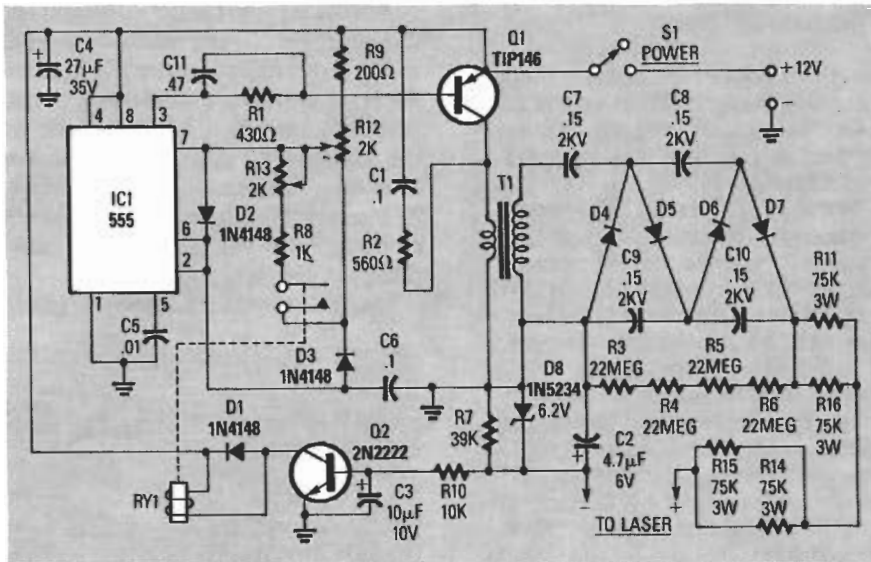 C4
27µF
35V
C11
.47
R9
200Ω
Q1
TIP146
S1
POWER
+12V
-
4
8
3
7
R1
430Ω
R12
2K
R13
2K
IC1
555
D2
1N4148
R8
1K
6
2
C1
.1
R2
560Ω
T1
C7
.15
2KV
C8
.15
2KV
D4
D5
D6
D7
C9
.15
2KV
C10
.15
2KV
R11
75K
3W
1
5
C5
.01
D3
1N4148
C6
.1
D8
1N5234
6.2V
R3
22MEG
R5
22MEG
R4
22MEG
R6
22MEG
R16
75K
3W
R7
39K
D1
1N4148
Q2
2N2222
RY1
C3
10µF
10V
R10
10K
C2
4.7µF
6V
R15
75K
3W
R14
75K
3W
-
+
TO LASER